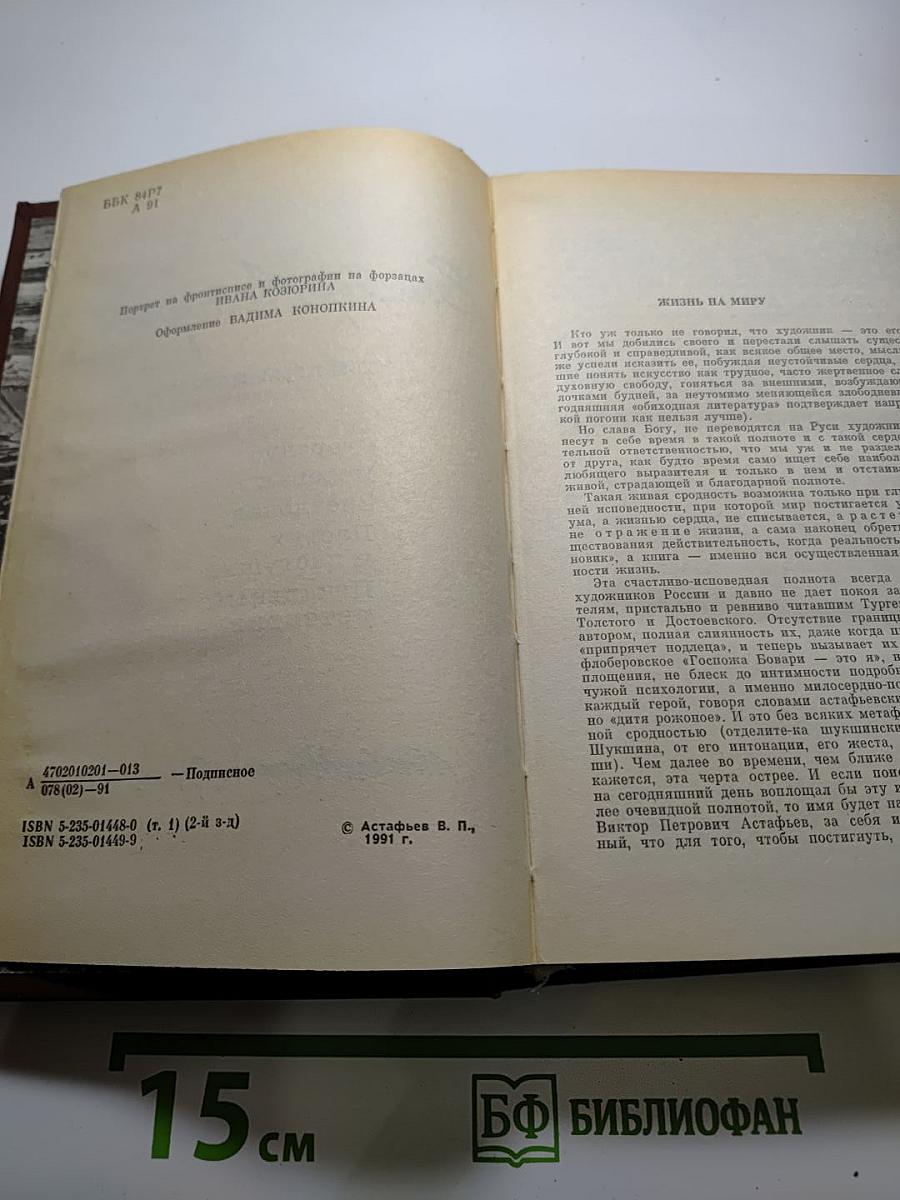 ББК 84Р7
А 91
Портрет на фронтисписе и фотографии на форзацах
ИВАНА КОЗЮРИНА
Оформление ВАДИМА КОНОПКИНА
А 4702010201—013 —Подписное
078(02)—91
ISBN 5-235-01448-0 (т. 1) (2-й з-д)
ISBN 5-235-01449-9
© Астафьев В. П.,
1991 г.
ЖИЗНЬ НА МИРУ
Кто уж только не говорил, что художник — это его
И вот мы добились своего и перестали слышать сущес
глубокой и справедливой, как всякое общее место, мысл
же успели исказить ее, побуждая неустойчивые сердца,
шие понять искусство как трудное, часто жертвенное сл
духовную свободу, гоняться за внешними, возбуждаю
лочками будней, за неутомимо меняющейся злободневн
годняшняя «обиходная литература» подтверждает напр
кой погони как нельзя лучше).
Но слава Богу, не переводятся на Руси художни
несут в себе время в такой полноте и с такой серде
тельной ответственностью, что мы уж и не раздел
от друга, как будто время само ищет себе наибол
любящего выразителя и только в нем и отстаив
живой, страдающей и благодарной полноте.
Такая живая сродность возможна только при глу
ней исповедности, при которой мир постигается у
ума, а жизнью сердца, не списывается, а расте
не отражение жизни, а сама наконец обрет
ществования действительность, когда реальность
новик», а книга — именно вся осуществленная
ности жизнь.
Эта счастливо-исповедная полнота всегда
художников России и давно не дает покоя за
телям, пристально и ревниво читавшим Турге
Толстого и Достоевского. Отсутствие границ
автором, полная слиянность их, даже когда п
«припрячет подлеца», и теперь вызывает их
флоберовское «Госпожа Бовари — это я», н
площения, не блеск до интимности подробн
чужой психологии, а именно милосердно-по
каждый герой, говоря словами астафьевски
но «дитя рожоное». И это без всяких метаф
ной сродностью (отделите-ка шукшински
Шукшина, от его интонации, его жеста,
ши). Чем далее во времени, чем ближе
кажется, эта черта острее. И если пои
на сегодняшний день воплощал бы эту и
лее очевидной полнотой, то имя будет на
Виктор Петрович Астафьев, за себя и
ный, что для того, чтобы постигнуть,
15 см
БФ БИБЛИОФАН